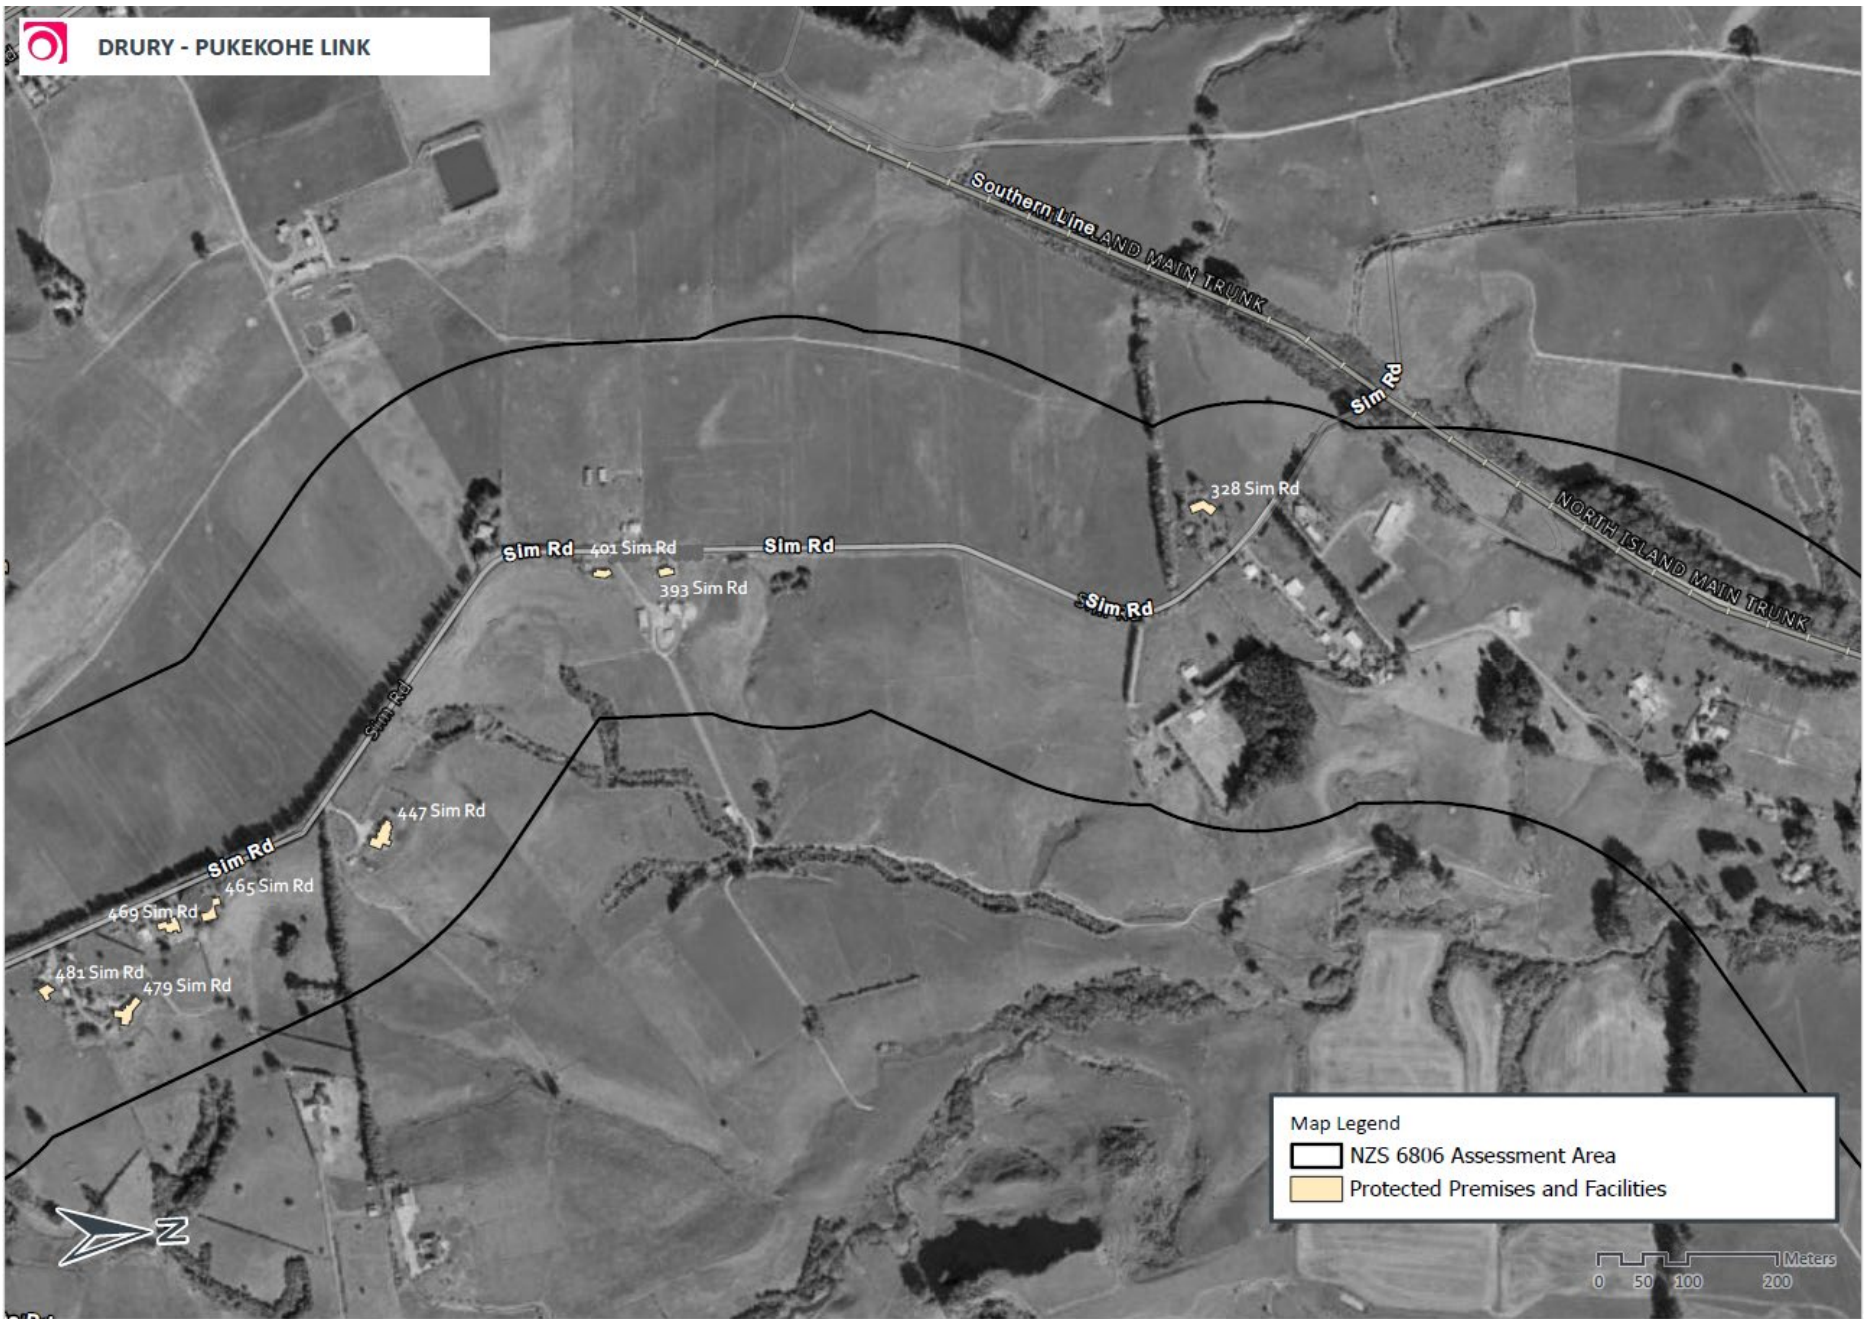 DRURY - PUKEKOHE LINK
Southern Line
LAND MAIN TRUNK
Sim Rd
328 Sim Rd
NORTH ISLAND MAIN TRUNK
Sim Rd
401 Sim Rd
Sim Rd
393 Sim Rd
Sim Rd
Sim Rd
447 Sim Rd
Sim Rd
465 Sim Rd
469 Sim Rd
481 Sim Rd
479 Sim Rd
Map Legend
NZS 6806 Assessment Area
Protected Premises and Facilities
N
Meters
0 50 100 200